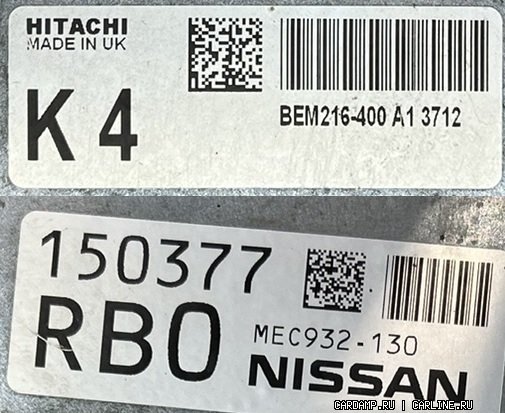 HITACHI
MADE IN UK
K 4
BEM216-400 A1 3712
150377
RB0
MEC932-130
NISSAN
CARDAMP.RU | CARLINE.RU